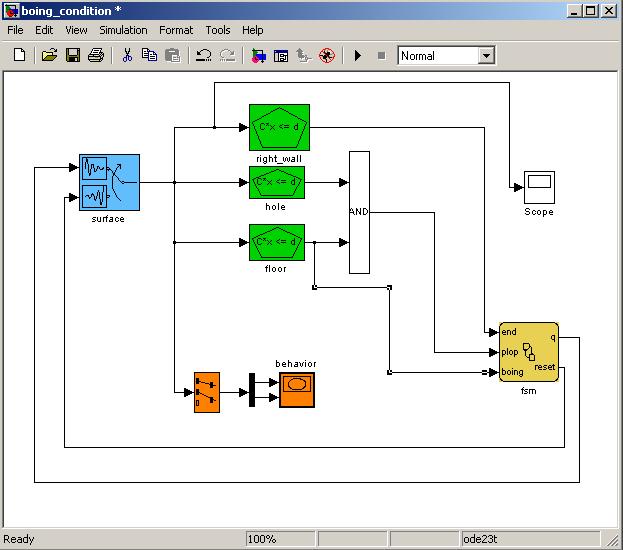 boing_condition *
File Edit View Simulation Format Tools Help
Normal
C*x <= d
right_wall
C*x <= d
hole
surface
AND
Scope
C*x <= d
floor
end
q
plop
reset
boing
fsm
behavior
0
Ready 100% ode23t